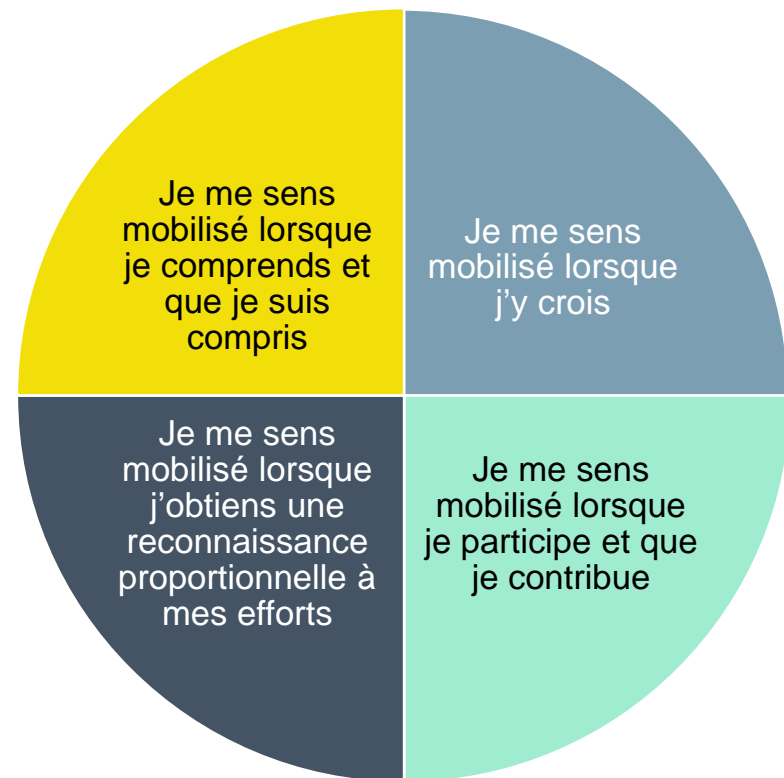 Je me sens
mobilisé lorsque
je comprends et
que je suis
compris
Je me sens
mobilisé lorsque
j’y crois
Je me sens
mobilisé lorsque
j’obtiens une
reconnaissance
proportionnelle à
mes efforts
Je me sens
mobilisé lorsque
je participe et que
je contribue